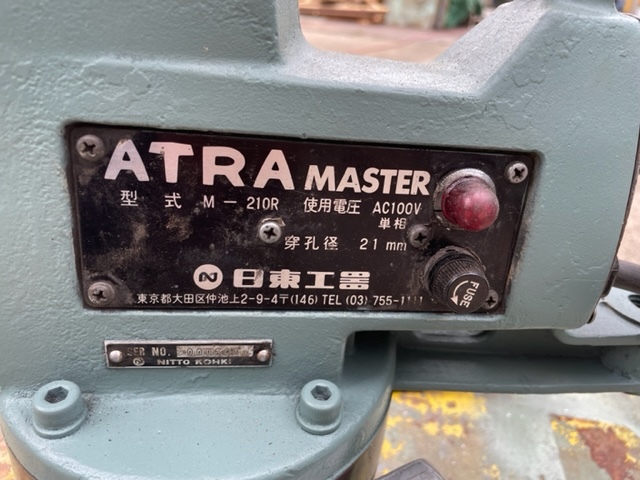 ATRA MASTER
型式 M-210R 使用電圧 AC100V
単相
穿孔径 21mm
日東工器
東京都大田区仲池上2-9-4〒(146) TEL (03) 755-1111
FUSE
SER NO.
NITTO KOHKI